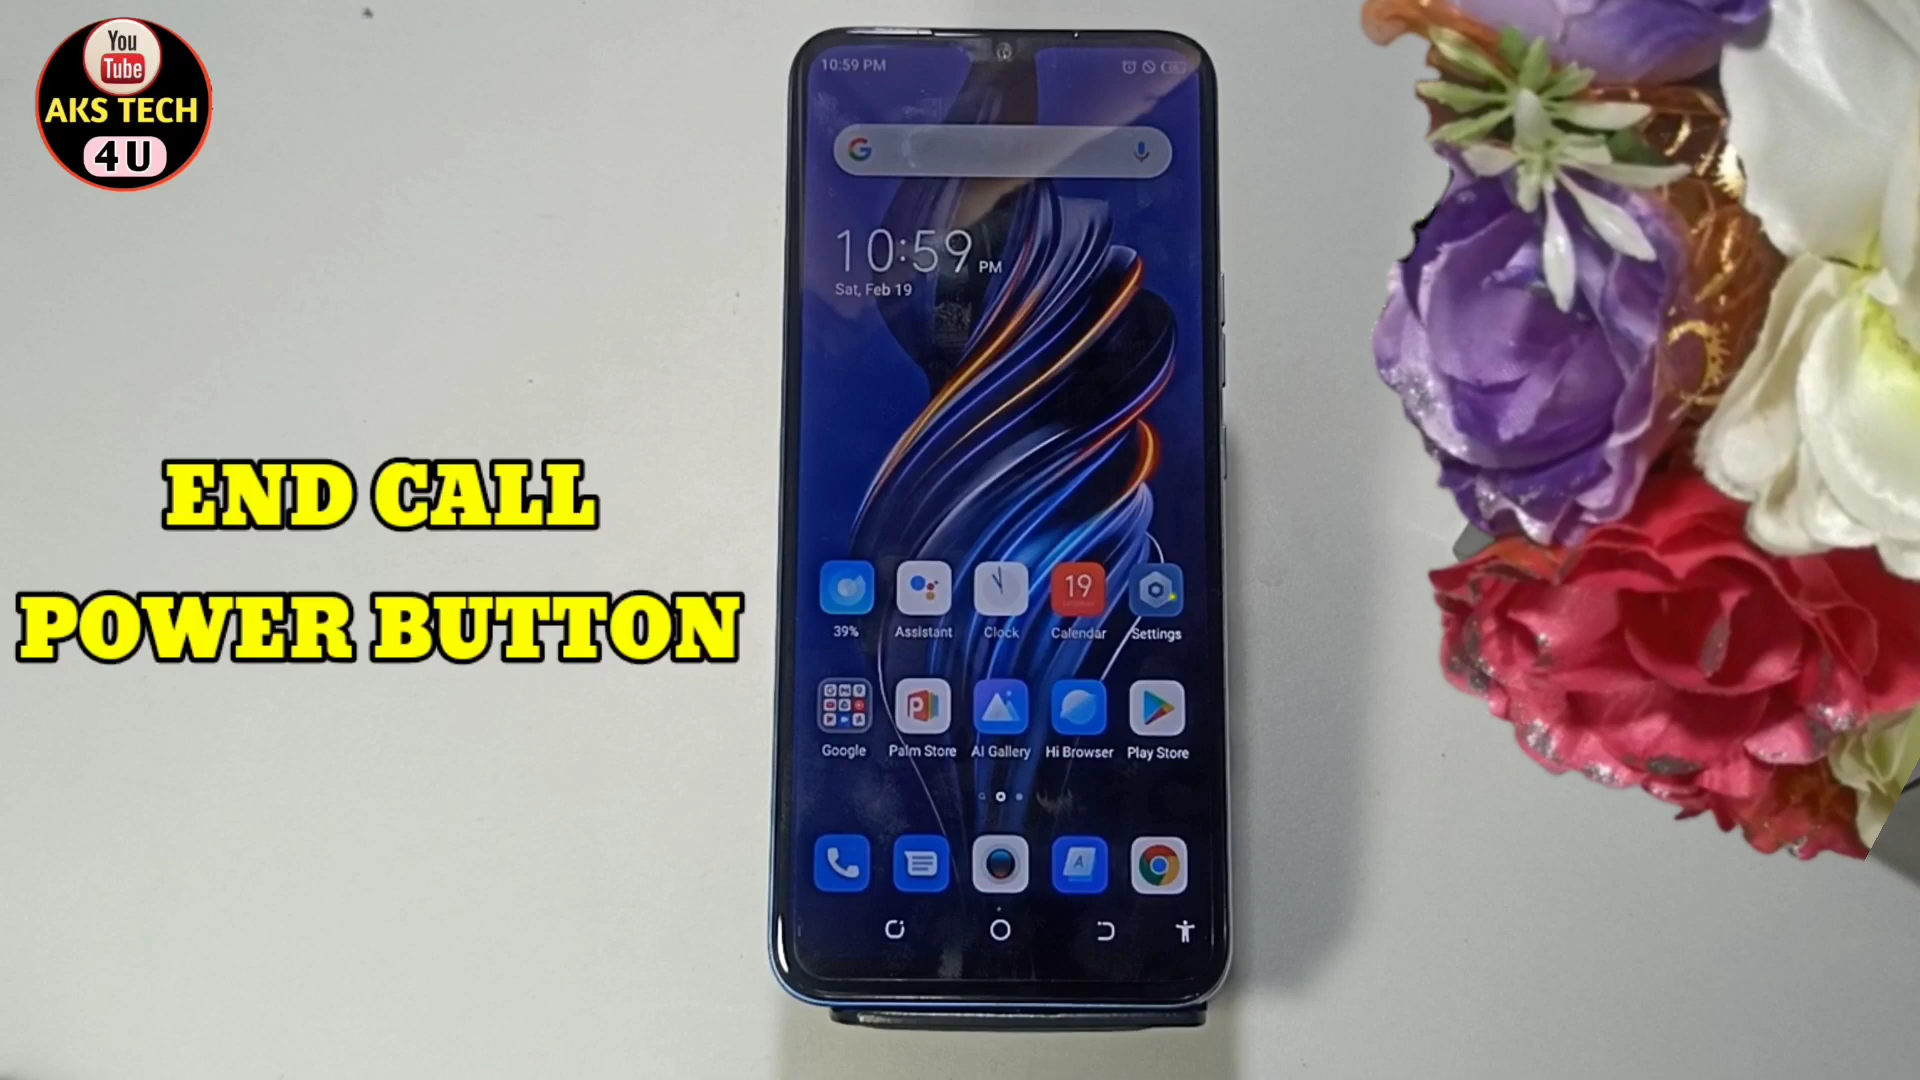 You
Tube
AKS TECH
4U
END CALL
POWER BUTTON
10:59 PM
10:59 PM
Sat, Feb 19
19
39%
Assistant
Clock
Calendar
Settings
Google
Palm Store
AI Gallery
Hi Browser
Play Store
A